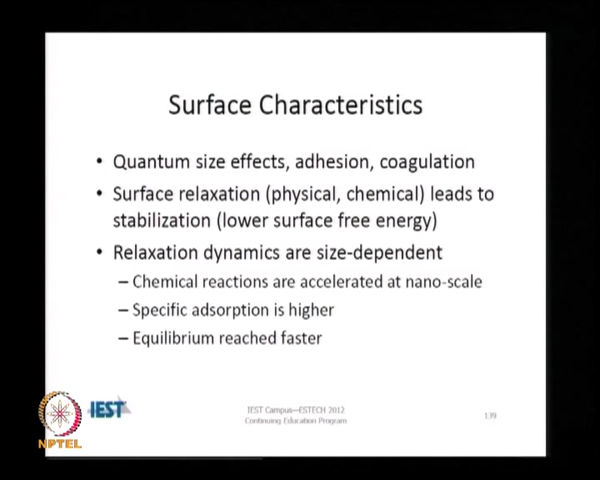 Surface Characteristics
• Quantum size effects, adhesion, coagulation
• Surface relaxation (physical, chemical) leads to
stabilization (lower surface free energy)
• Relaxation dynamics are size-dependent
– Chemical reactions are accelerated at nano-scale
– Specific adsorption is higher
– Equilibrium reached faster
IEST
IEST Campus—ESTECH 2012
Continuing Education Program
139
NPTEL